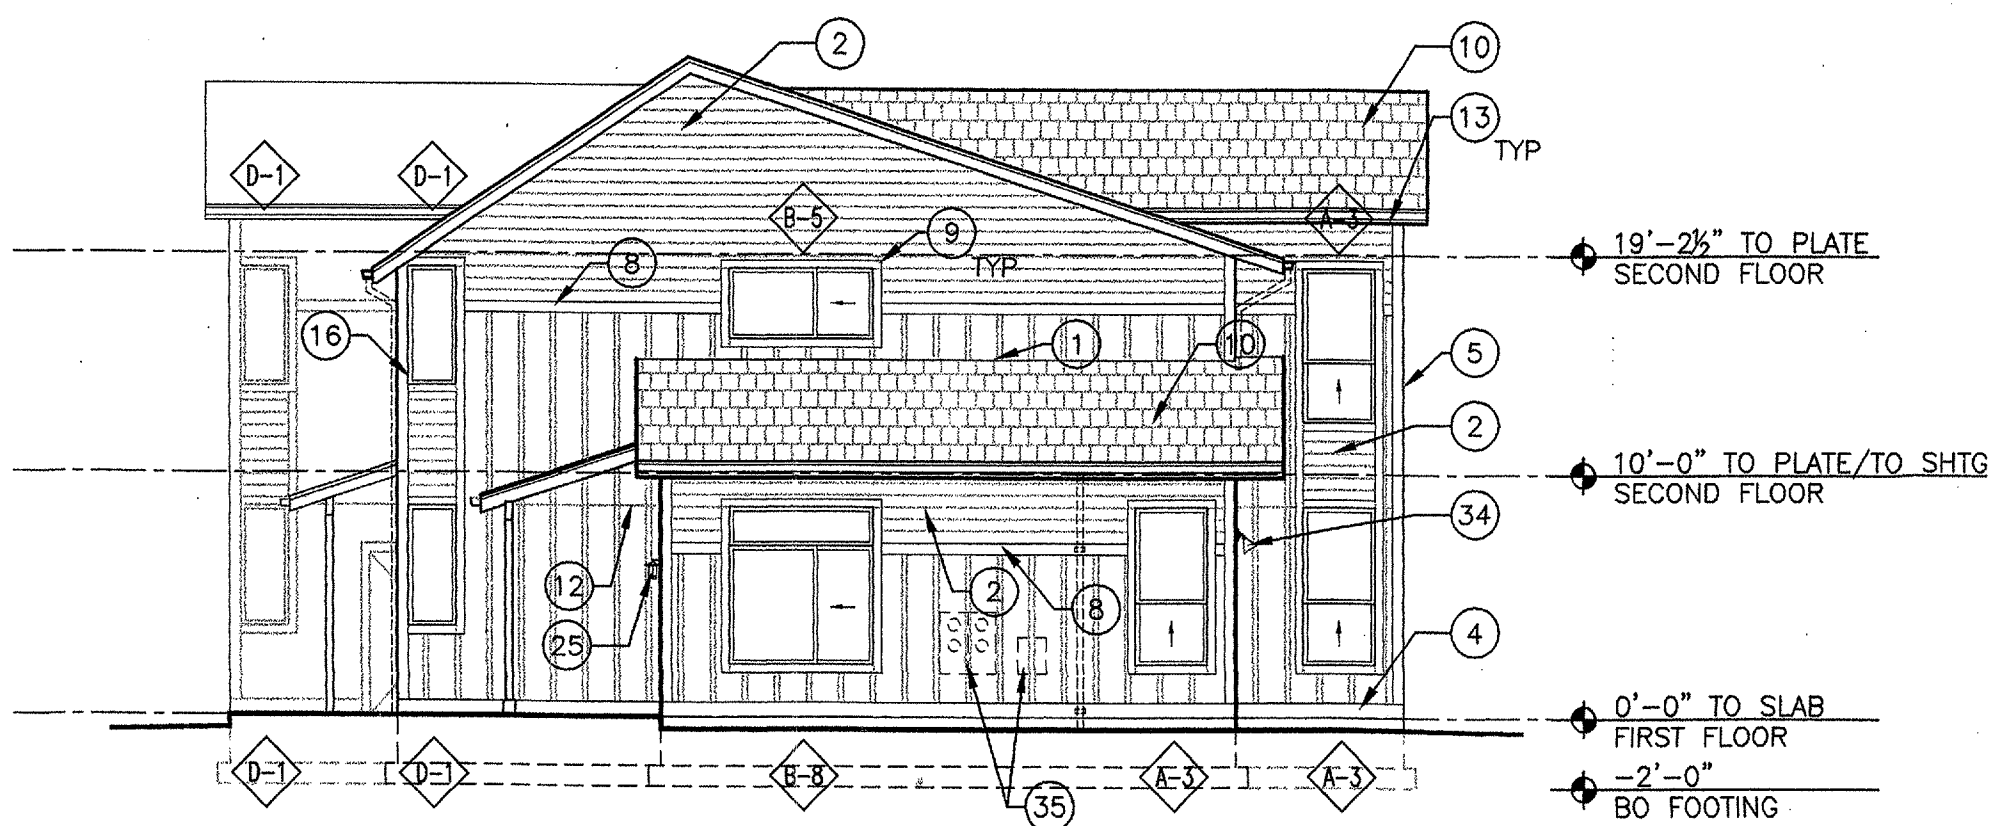 2
10
13
TYP
D-1
D-1
B-5
A-3
9
TYP
8
19'-2½" TO PLATE
SECOND FLOOR
16
1
10
5
2
10'-0" TO PLATE/TO SHTG
SECOND FLOOR
34
12
2
8
25
4
0'-0" TO SLAB
FIRST FLOOR
D-1
D-1
B-8
A-3
A-3
35
-2'-0"
BO FOOTING